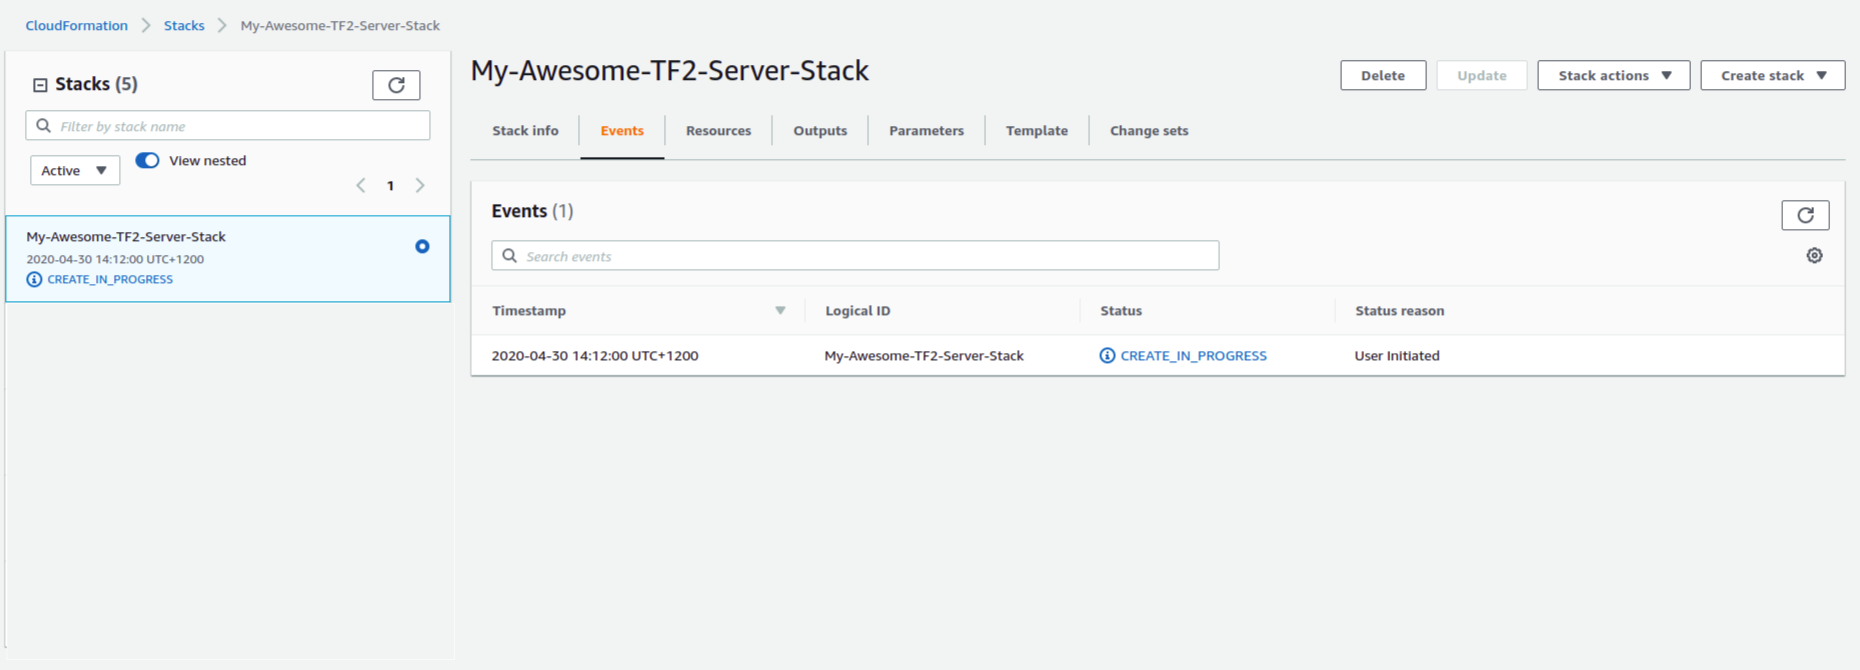 CloudFormation > Stacks > My-Awesome-TF2-Server-Stack
Stacks (5)
Filter by stack name
Active
View nested
1
My-Awesome-TF2-Server-Stack
2020-04-30 14:12:00 UTC+1200
CREATE_IN_PROGRESS
My-Awesome-TF2-Server-Stack
Delete Update Stack actions Create stack
Stack info Events Resources Outputs Parameters Template Change sets
Events (1)
Search events
Timestamp Logical ID Status Status reason
2020-04-30 14:12:00 UTC+1200 My-Awesome-TF2-Server-Stack CREATE_IN_PROGRESS User Initiated